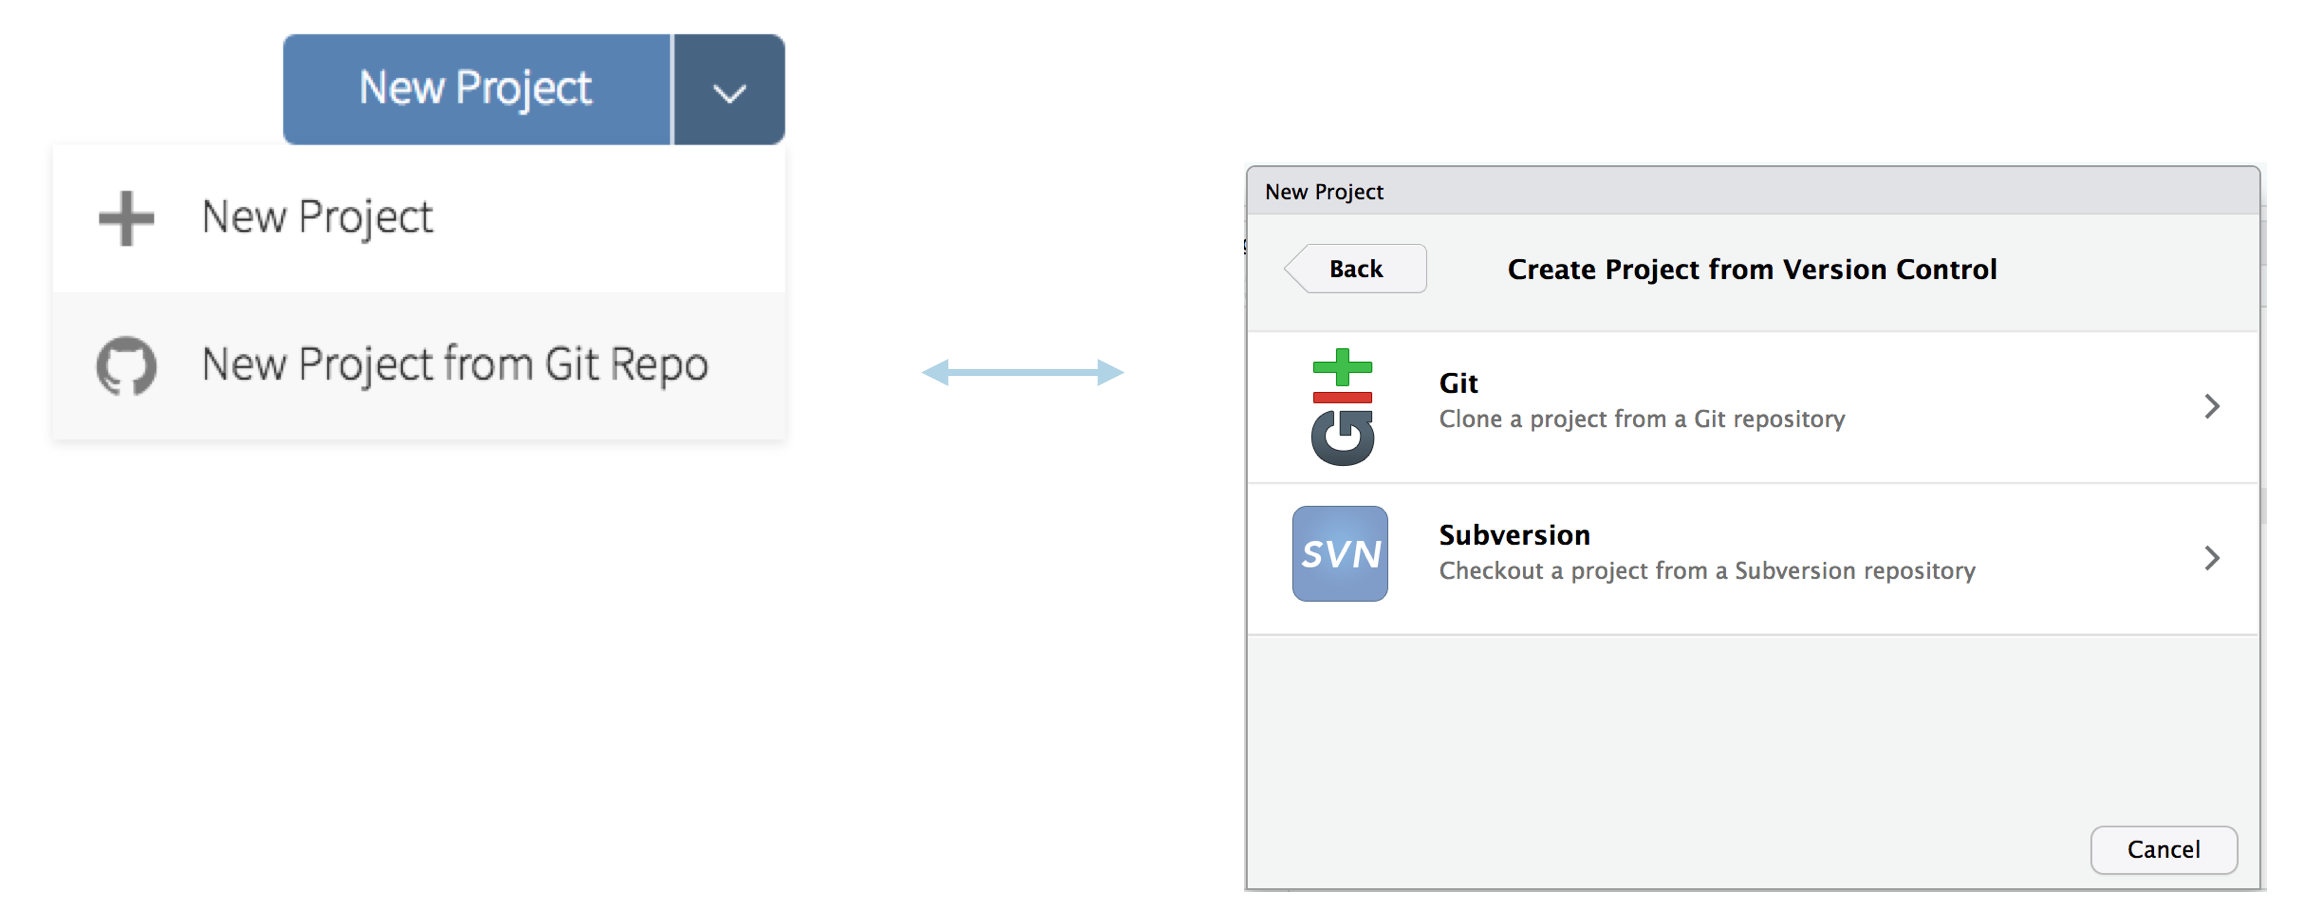 New Project
New Project
New Project from Git Repo
New Project
Back
Create Project from Version Control
Git
Git
Clone a project from a Git repository
SVN
Subversion
Checkout a project from a Subversion repository
Cancel